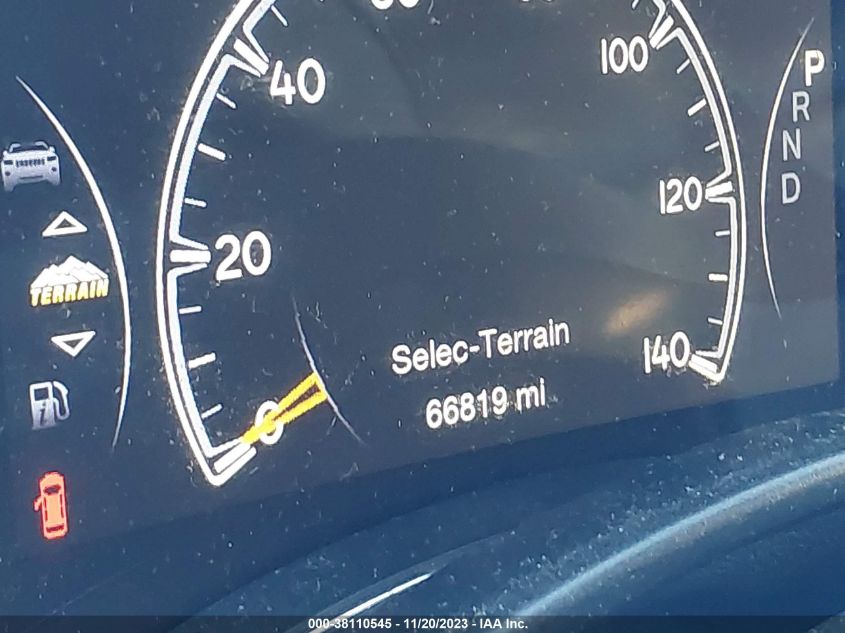 40
100
P
R
N
D
120
20
TERRAIN
Selec-Terrain
140
66819 mi
0
000-38110545 - 11/20/2023 - IAA Inc.